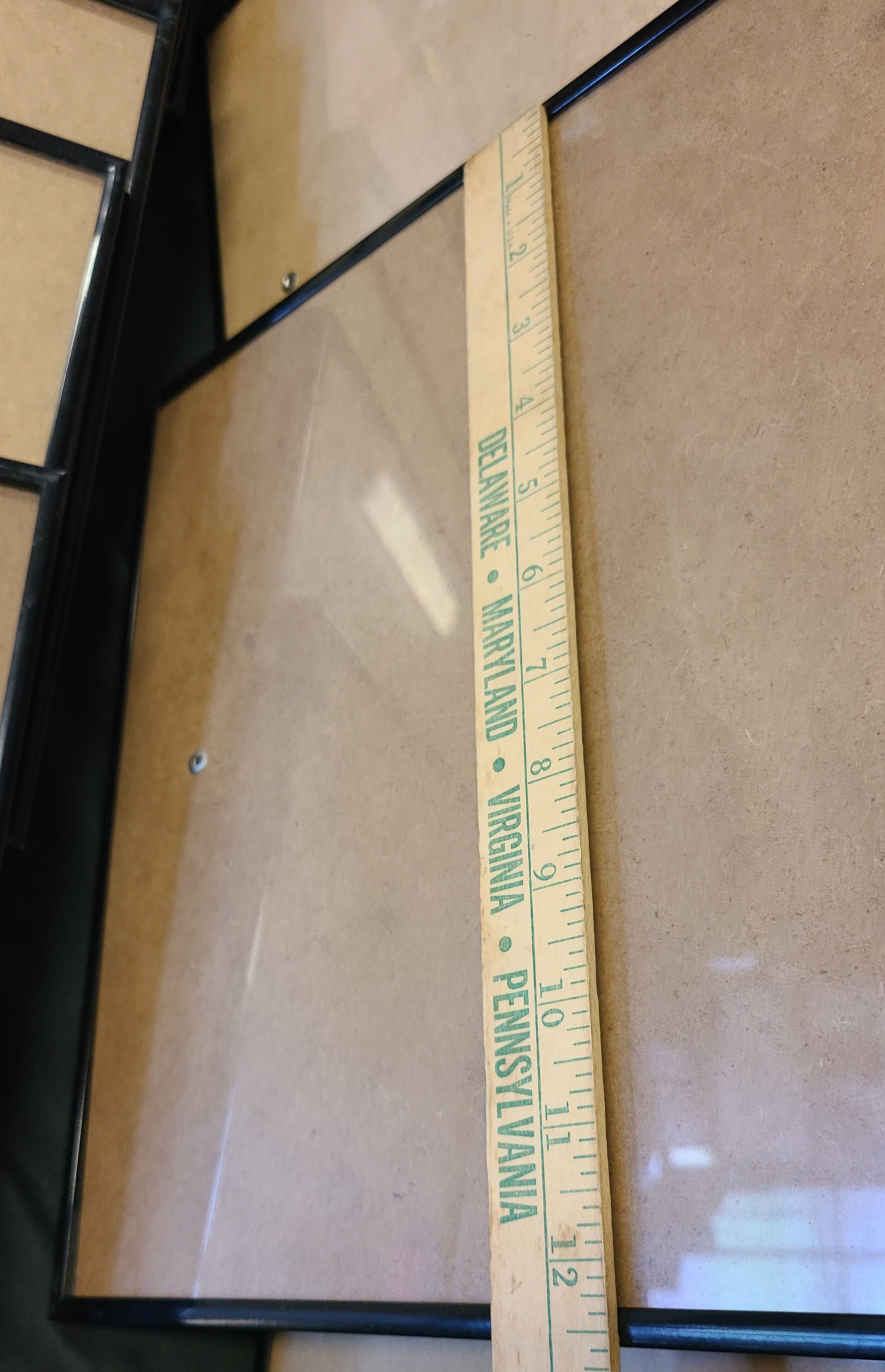 1 2 3 4 5 6 7 8 9 10 11 12
DELAWARE • MARYLAND • VIRGINIA • PENNSYLVANIA